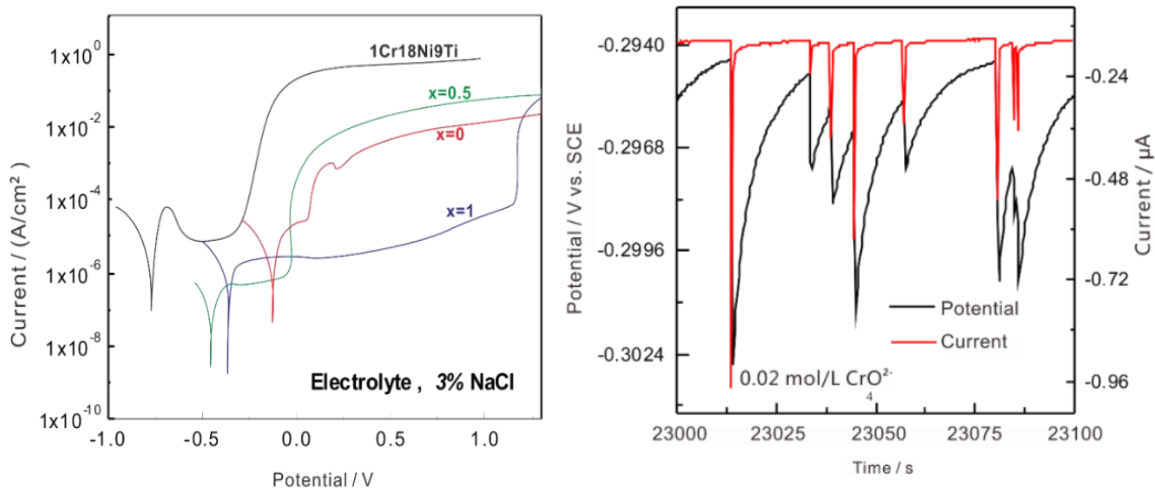 Current / (A/cm²)
1x10⁰
1x10⁻²
1x10⁻⁴
1x10⁻⁶
1x10⁻⁸
1x10⁻¹⁰
1Cr18Ni9Ti
x=0.5
x=0
x=1
Electrolyte , 3% NaCl
-1.0 -0.5 0.0 0.5 1.0
Potential / V
Potential / V vs. SCE
-0.2940
-0.2968
-0.2996
-0.3024
Potential
Current
0.02 mol/L CrO₄²⁻
-0.24
-0.48
-0.72
-0.96
Current / μA
23000 23025 23050 23075 23100
Time / s